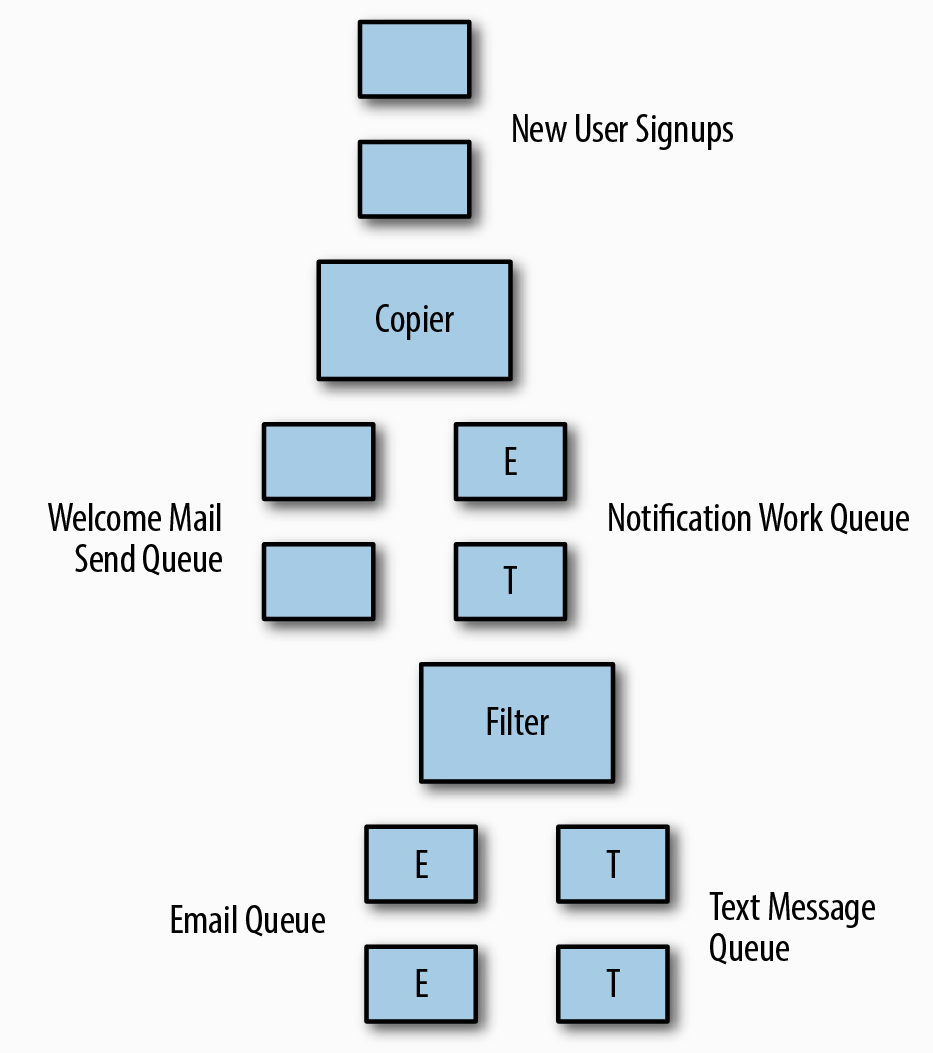 New User Signups
Copier
E
Welcome Mail
Send Queue
Notification Work Queue
T
Filter
E
T
Email Queue
Text Message
Queue
E
T